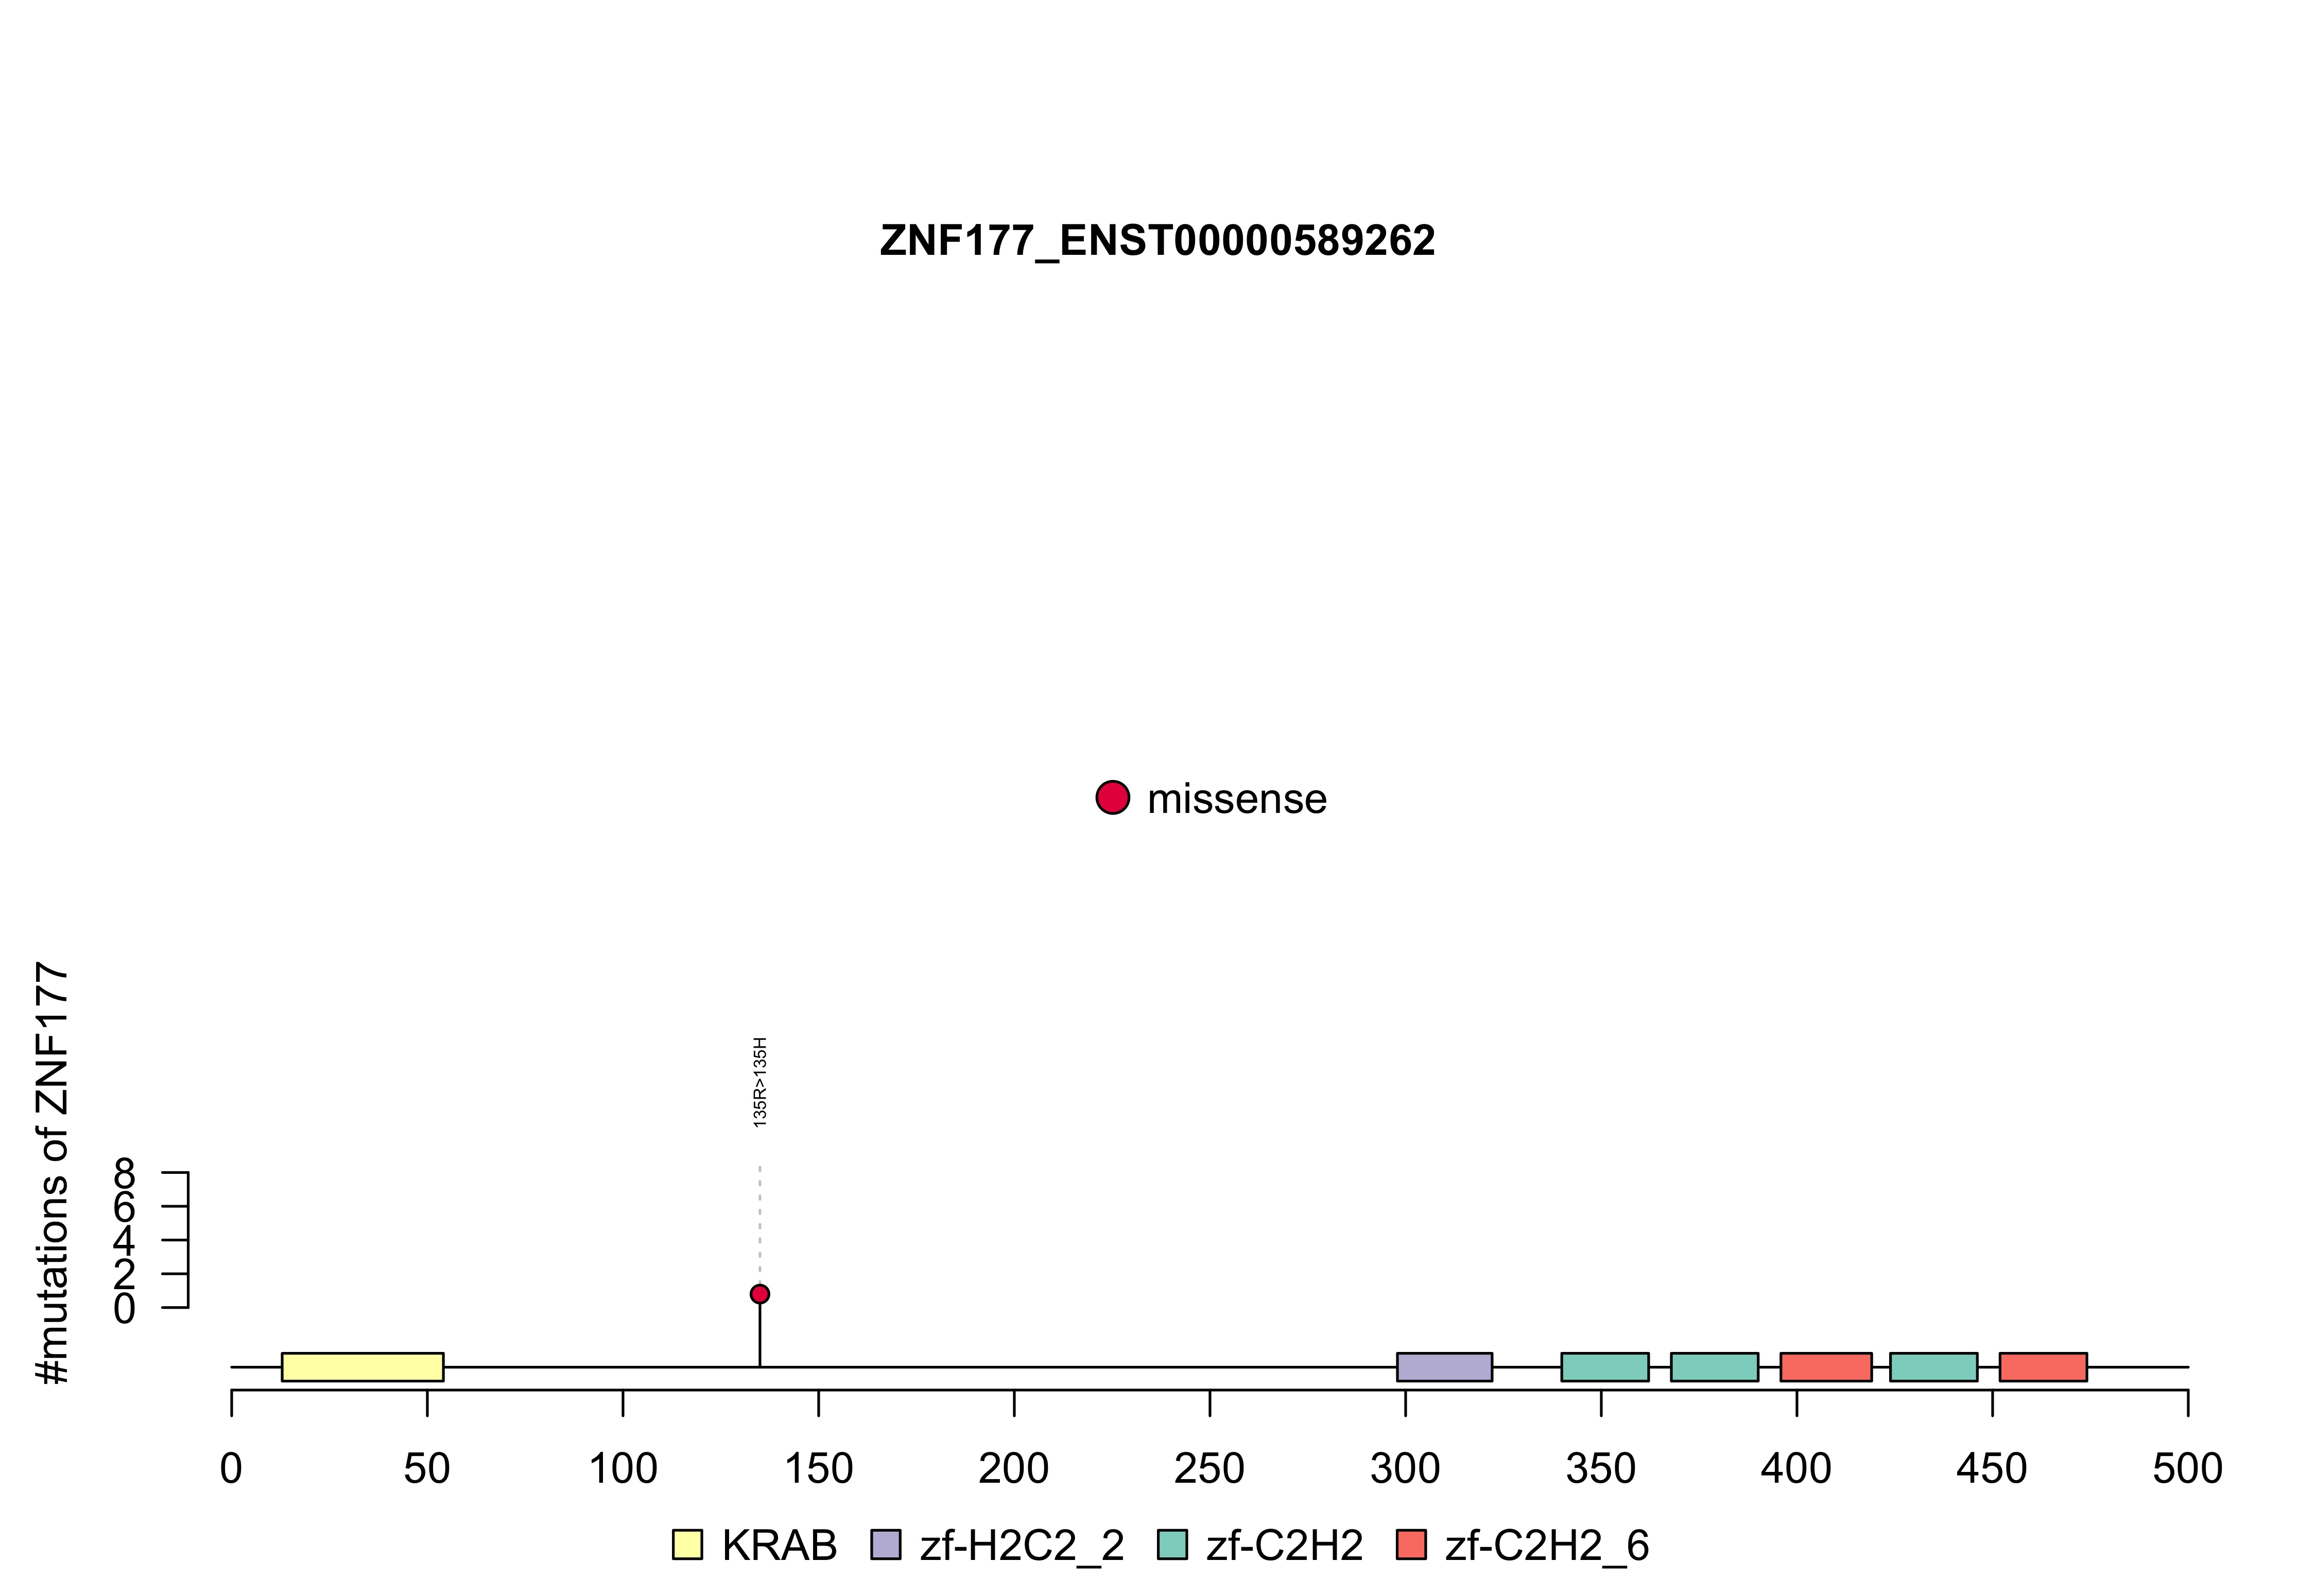 ZNF177_ENST00000589262
missense
#mutations of ZNF177
135R>135H
8
6
4
2
0
0 50 100 150 200 250 300 350 400 450 500
KRAB zf-H2C2_2 zf-C2H2 zf-C2H2_6